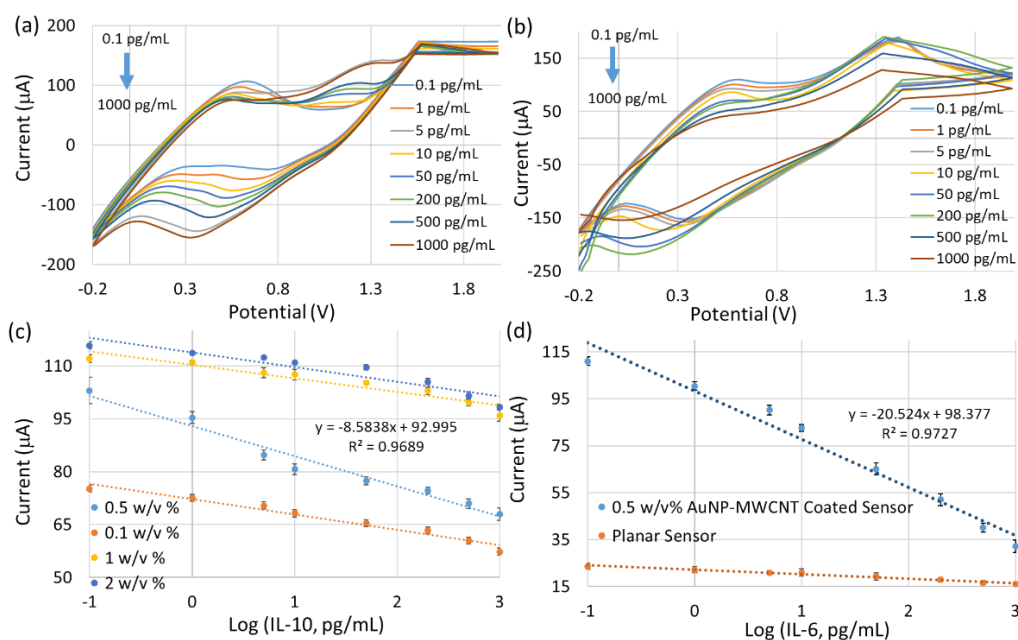 (a)
200
100
0
-100
-200
Current (µA)
0.1 pg/mL
1000 pg/mL
0.1 pg/mL
1 pg/mL
5 pg/mL
10 pg/mL
50 pg/mL
200 pg/mL
500 pg/mL
1000 pg/mL
-0.2
0.3
0.8
1.3
1.8
Potential (V)
(b)
150
50
-50
-150
-250
Current (µA)
0.1 pg/mL
1000 pg/mL
0.1 pg/mL
1 pg/mL
5 pg/mL
10 pg/mL
50 pg/mL
200 pg/mL
500 pg/mL
1000 pg/mL
-0.2
0.3
0.8
1.3
1.8
Potential (V)
(c)
110
95
80
65
50
Current (µA)
y = -8.5838x + 92.995
R² = 0.9689
0.5 w/v %
0.1 w/v %
1 w/v %
2 w/v %
-1
0
1
2
3
Log (IL-10, pg/mL)
(d)
115
95
75
55
35
15
Current (µA)
y = -20.524x + 98.377
R² = 0.9727
0.5 w/v% AuNP-MWCNT Coated Sensor
Planar Sensor
-1
0
1
2
3
Log (IL-6, pg/mL)